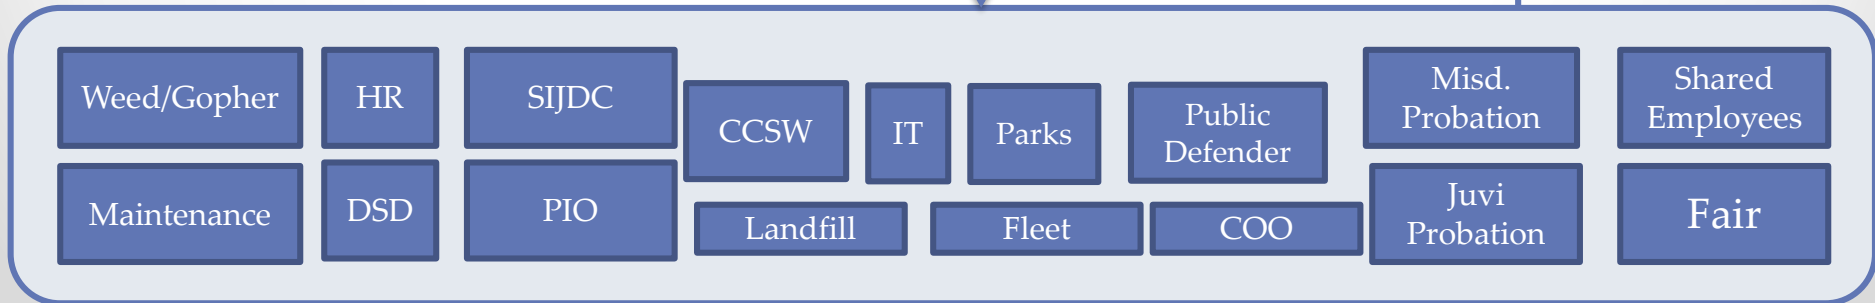 Weed/Gopher
HR
SIJDC
CCSW
IT
Parks
Public
Defender
Misd.
Probation
Shared
Employees
Maintenance
DSD
PIO
Landfill
Fleet
COO
Juvi
Probation
Fair